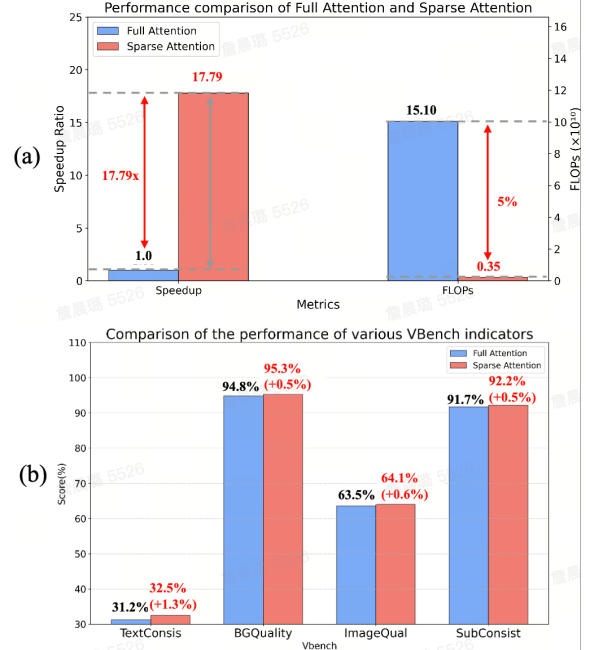 Performance comparison of Full Attention and Sparse Attention
25
20
15
10
5
0
Speedup Ratio
Full Attention
Sparse Attention
17.79
17.79x
1.0
15.10
5%
0.35
16
14
12
10
8
6
4
2
0
FLOPs (×10¹⁰)
Speedup
FLOPs
Metrics
(a)
Comparison of the performance of various VBench indicators
110
100
90
80
70
60
50
40
30
Score(%)
Full Attention
Sparse Attention
31.2%
32.5%
(+1.3%)
94.8%
95.3%
(+0.5%)
63.5%
64.1%
(+0.6%)
91.7%
92.2%
(+0.5%)
TextConsis
BGQuality
ImageQual
SubConsist
Vbench
(b)
詹晨璐 5526